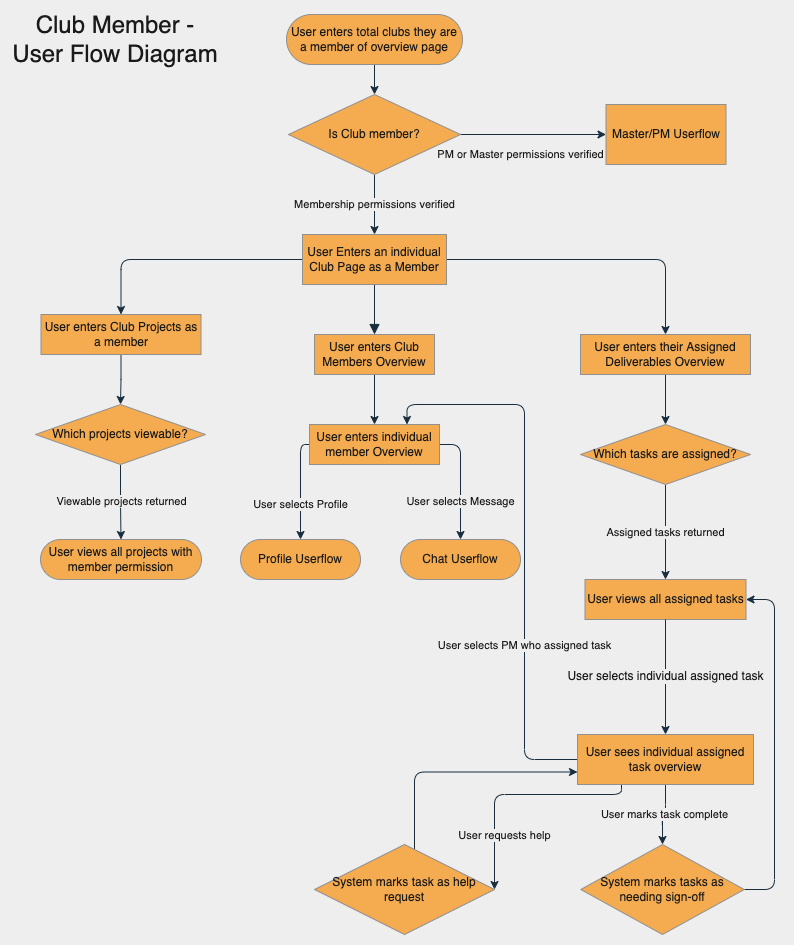 Club Member -
User Flow Diagram
User enters total clubs they are
a member of overview page
Is Club member?
Master/PM Userflow
PM or Master permissions verified
Membership permissions verified
User Enters an individual
Club Page as a Member
User enters Club Projects as
a member
User enters Club
Members Overview
User enters their Assigned
Deliverables Overview
Which projects viewable?
User enters individual
member Overview
Which tasks are assigned?
Viewable projects returned
User selects Profile
User selects Message
Assigned tasks returned
User views all projects with
member permission
Profile Userflow
Chat Userflow
User views all assigned tasks
User selects PM who assigned task
User selects individual assigned task
User sees individual assigned
task overview
User marks task complete
User requests help
System marks task as help
request
System marks tasks as
needing sign-off